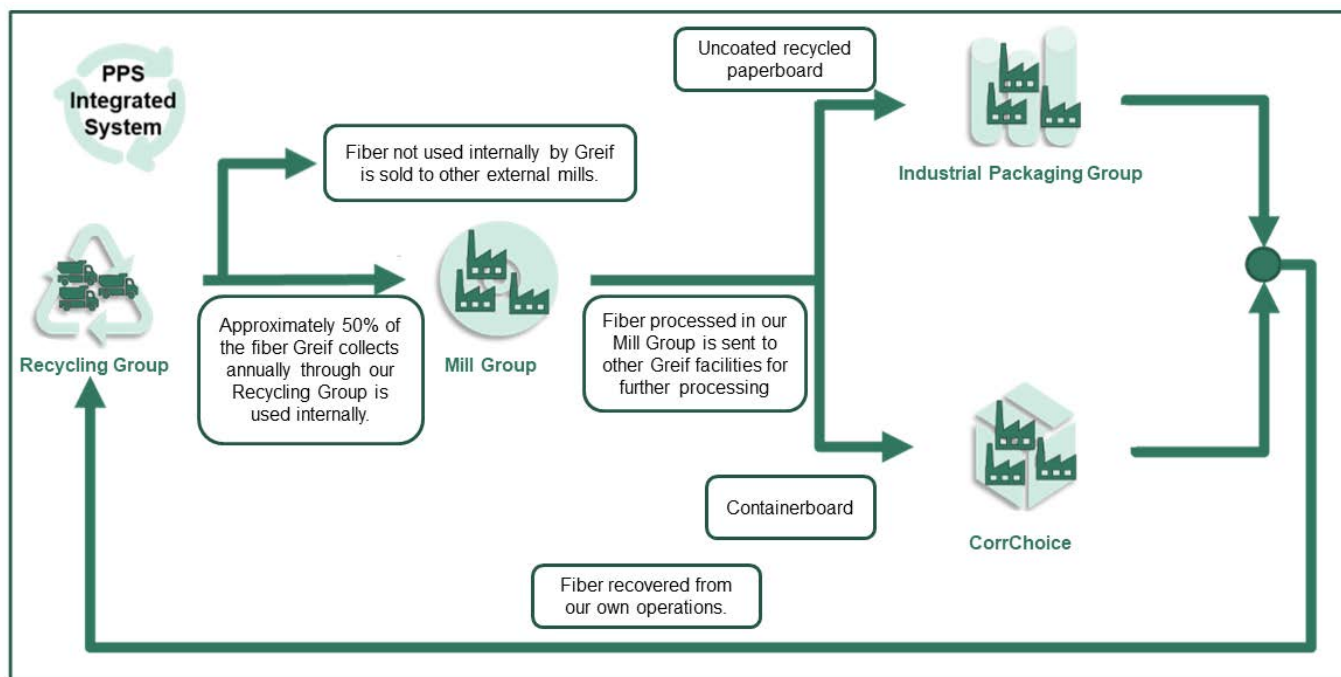 PPS
Integrated
System
Uncoated recycled
paperboard
Fiber not used internally by Greif
is sold to other external mills.
Industrial Packaging Group
Recycling Group
Approximately 50% of
the fiber Greif collects
annually through our
Recycling Group is
used internally.
Mill Group
Fiber processed in our
Mill Group is sent to
other Greif facilities for
further processing
Containerboard
CorrChoice
Fiber recovered from
our own operations.